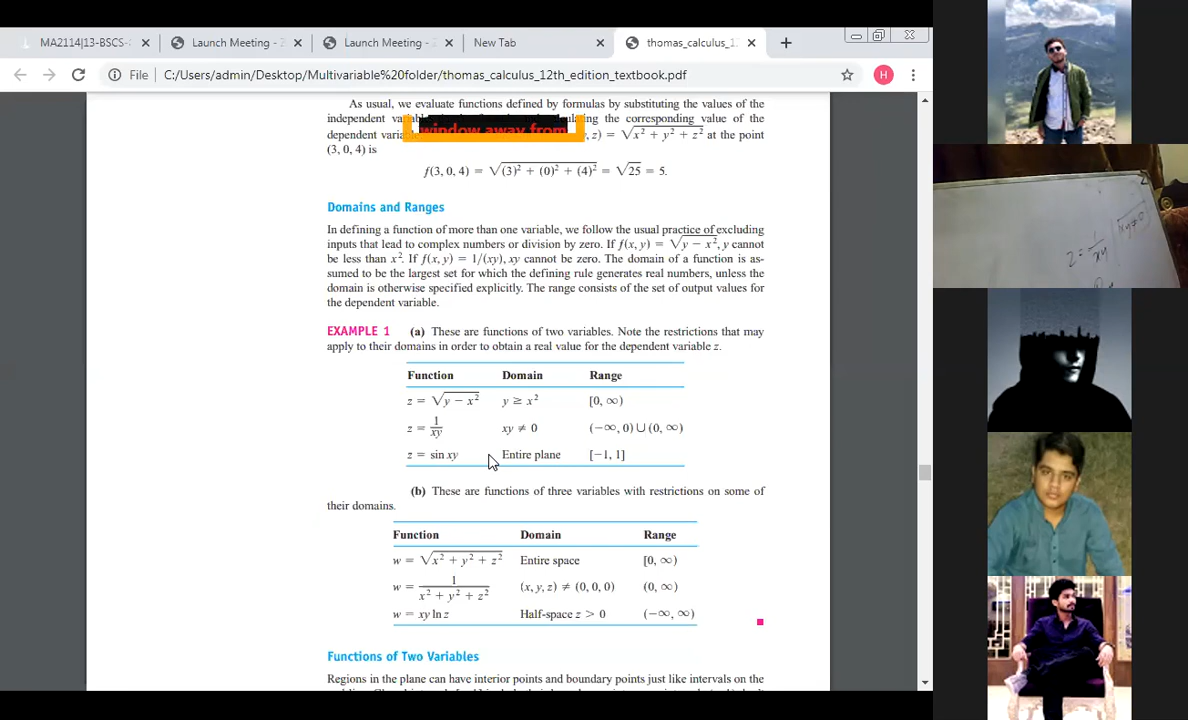 MA2114|13-BSCS-
Launch Meeting - Z
Launch Meeting - Z
New Tab
thomas_calculus_12
File
C:/Users/admin/Desktop/Multivariable%20folder/thomas_calculus_12th_edition_textbook.pdf
H
As usual, we evaluate functions defined by formulas by substituting the values of the
independent the corresponding value of the
window away from
dependent z) = √(x² + y² + z²) at the point
(3, 0, 4) is
f(3, 0, 4) = √((3)² + (0)² + (4)²) = √25 = 5.
Domains and Ranges
In defining a function of more than one variable, we follow the usual practice of excluding
inputs that lead to complex numbers or division by zero. If f(x, y) = √(y − x²), y cannot
be less than x². If f(x, y) = 1/(xy), xy cannot be zero. The domain of a function is as-
sumed to be the largest set for which the defining rule generates real numbers, unless the
domain is otherwise specified explicitly. The range consists of the set of output values for
the dependent variable.
EXAMPLE 1 (a) These are functions of two variables. Note the restrictions that may
apply to their domains in order to obtain a real value for the dependent variable z.
Function Domain Range
z = √(y − x²) y ≥ x² [0, ∞)
z = 1/xy xy ≠ 0 (−∞, 0) ∪ (0, ∞)
z = sin xy Entire plane [−1, 1]
(b) These are functions of three variables with restrictions on some of
their domains.
Function Domain Range
w = √(x² + y² + z²) Entire space [0, ∞)
w = 1/(x² + y² + z²) (x, y, z) ≠ (0, 0, 0) (0, ∞)
w = xy ln z Half-space z > 0 (−∞, ∞)
Functions of Two Variables
Regions in the plane can have interior points and boundary points just like intervals on the
z = 1/xy xy ≠ 0